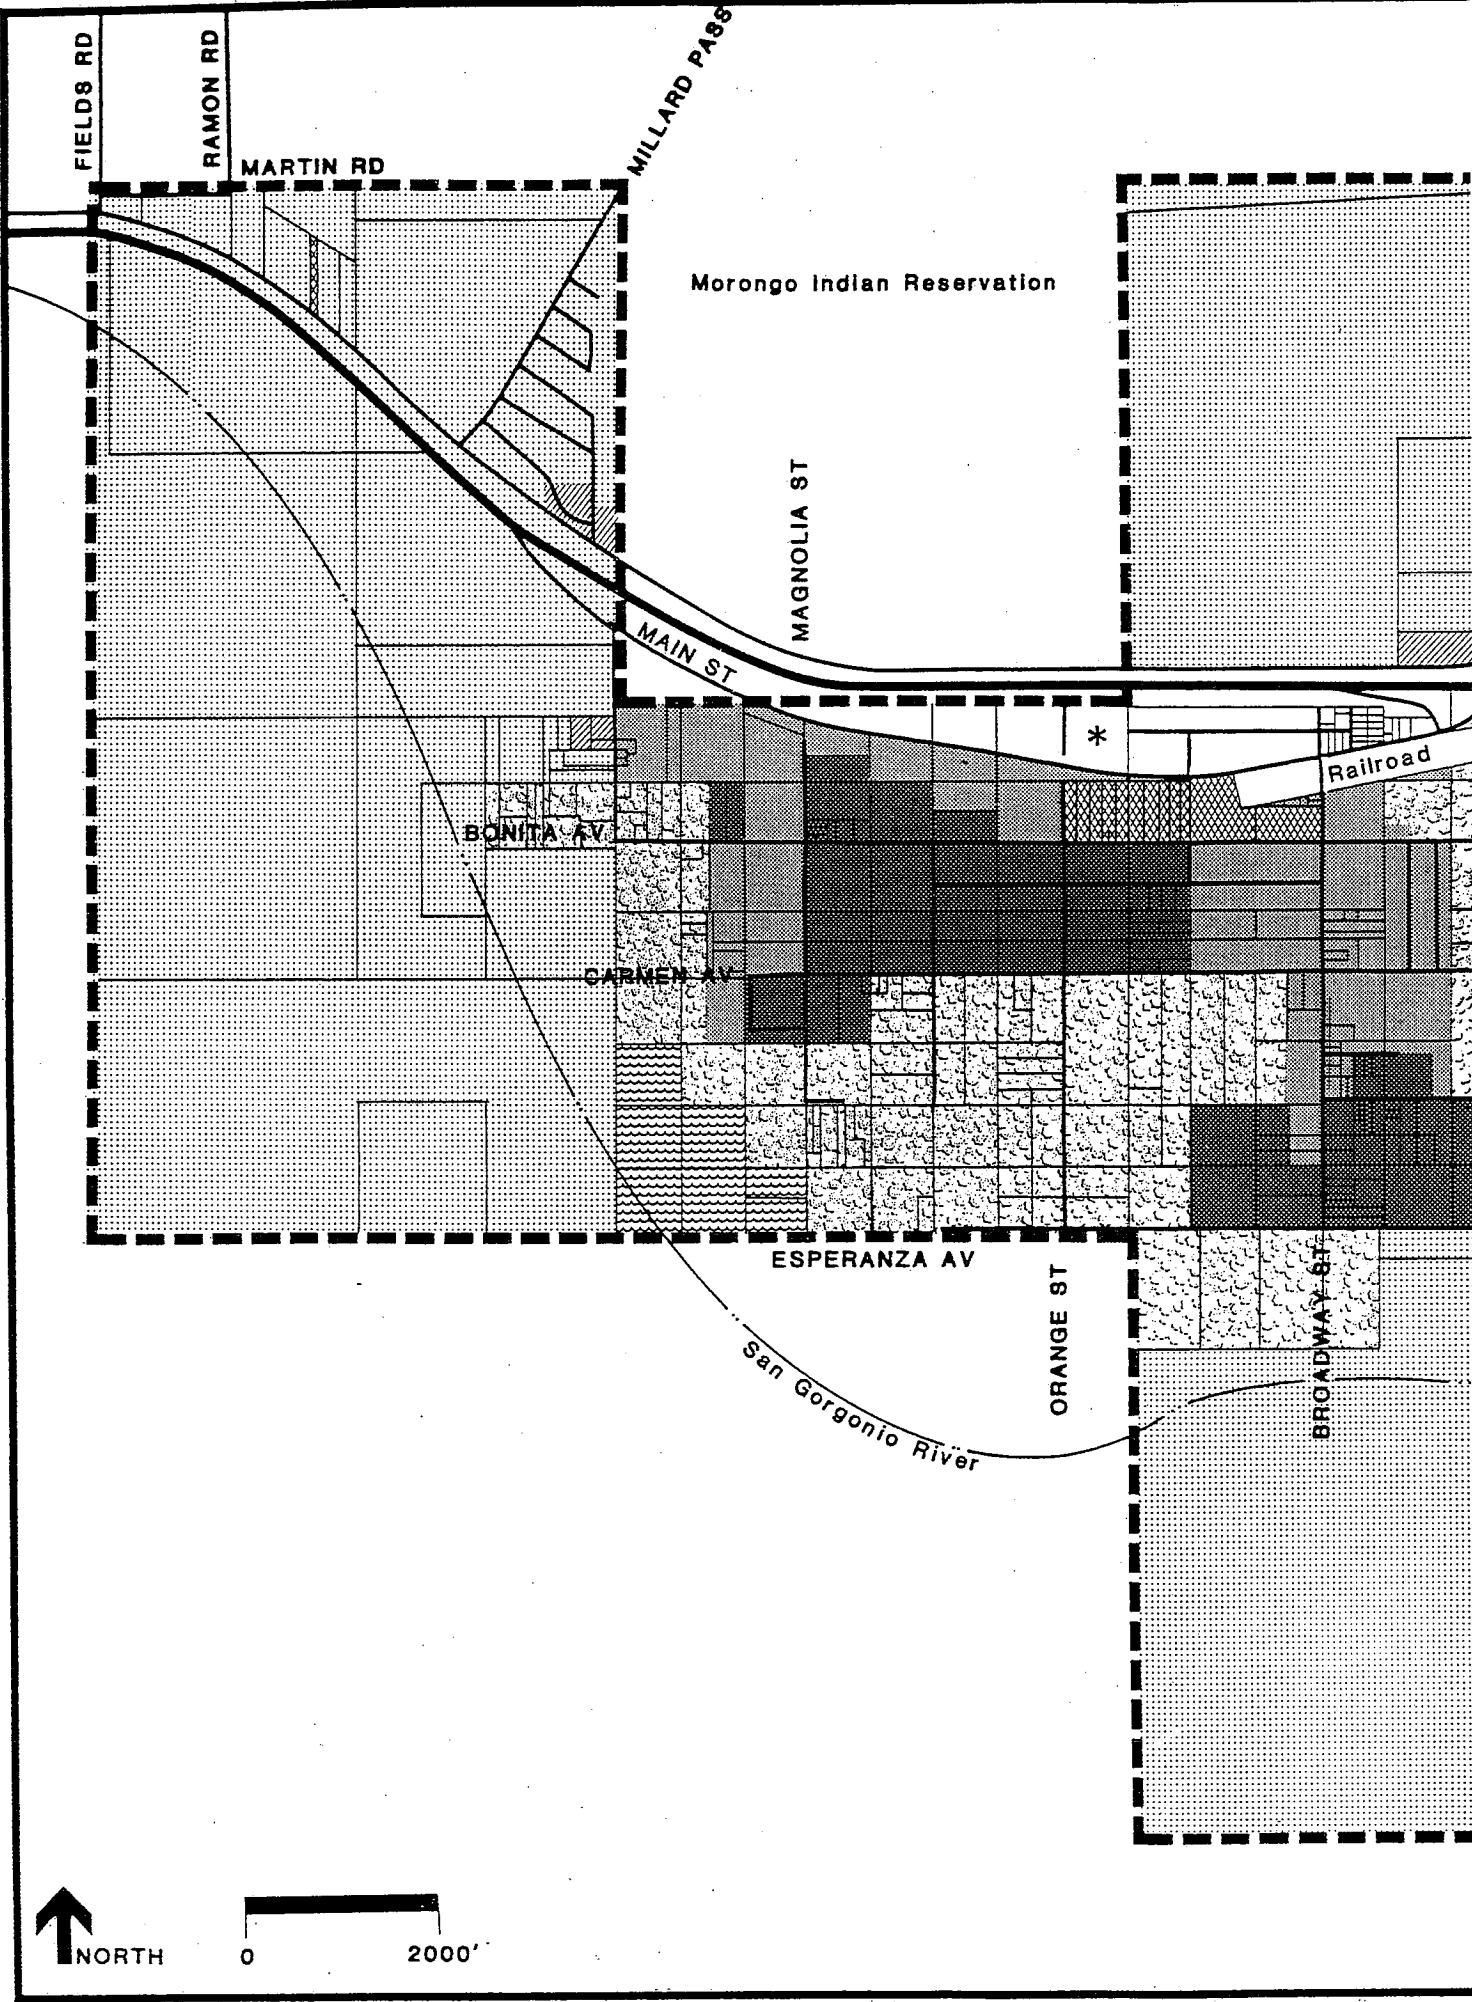 FIELDS RD
RAMON RD
MARTIN RD
MILLARD PASS
Morongo Indian Reservation
MAGNOLIA ST
MAIN ST
*
Railroad
BONITA AV
CARMEN AV
ESPERANZA AV
ORANGE ST
BROADWAY ST
San Gorgonio River
NORTH
0 2000'